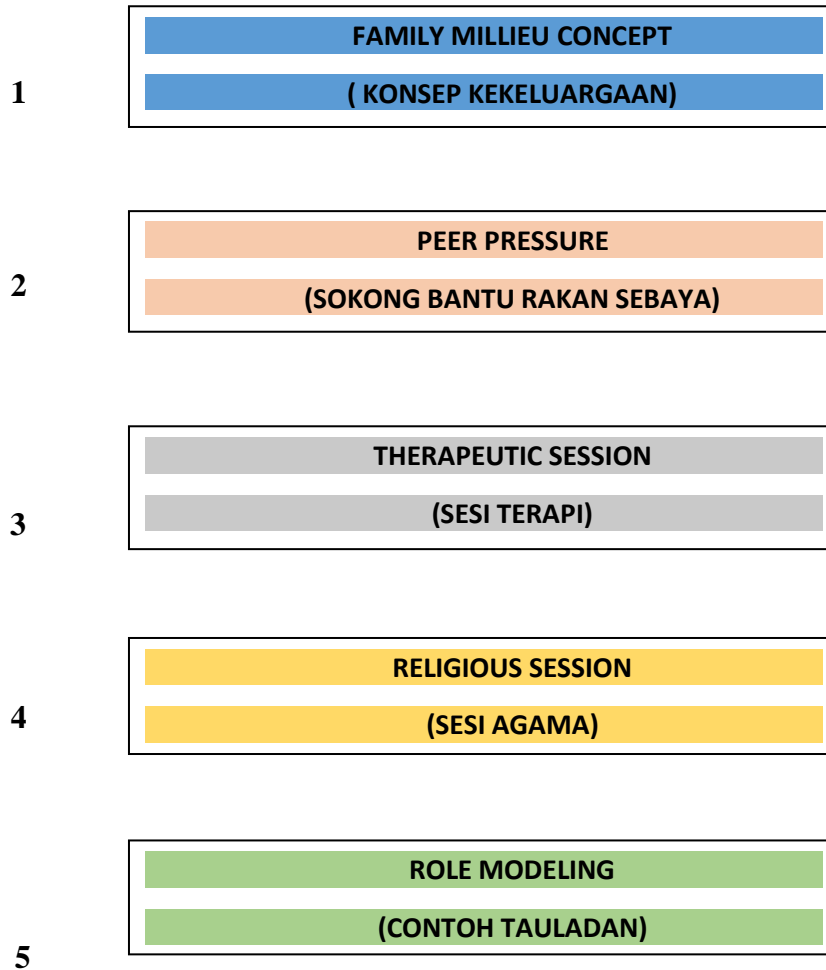 FAMILY MILLIEU CONCEPT
1
( KONSEP KEKELUARGAAN)
PEER PRESSURE
2
(SOKONG BANTU RAKAN SEBAYA)
THERAPEUTIC SESSION
(SESI TERAPI)
3
RELIGIOUS SESSION
4
(SESI AGAMA)
ROLE MODELING
(CONTOH TAULADAN)
5